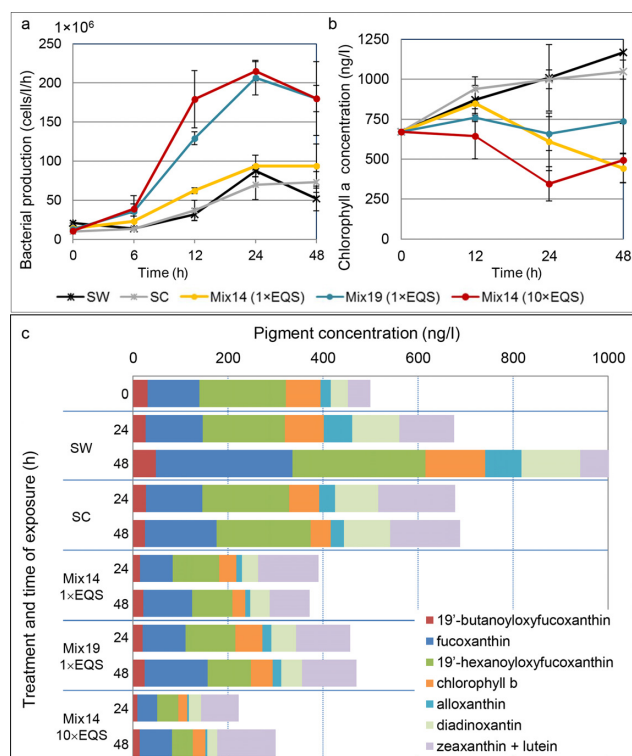 a
1×10⁶
Bacterial production (cells/l/h)
250
200
150
100
50
0
0
6
12
24
48
Time (h)
b
Chlorophyll a concentration (ng/l)
1250
1000
750
500
250
0
0
12
24
48
Time (h)
SW
SC
Mix14 (1×EQS)
Mix19 (1×EQS)
Mix14 (10×EQS)
c
Pigment concentration (ng/l)
0
200
400
600
800
1000
Treatment and time of exposure (h)
0
SW
24
48
SC
24
48
Mix14
1×EQS
24
48
Mix19
1×EQS
24
48
Mix14
10×EQS
24
48
19'-butanoyloxyfucoxanthin
fucoxanthin
19'-hexanoyloxyfucoxanthin
chlorophyll b
alloxanthin
diadinoxantin
zeaxanthin + lutein